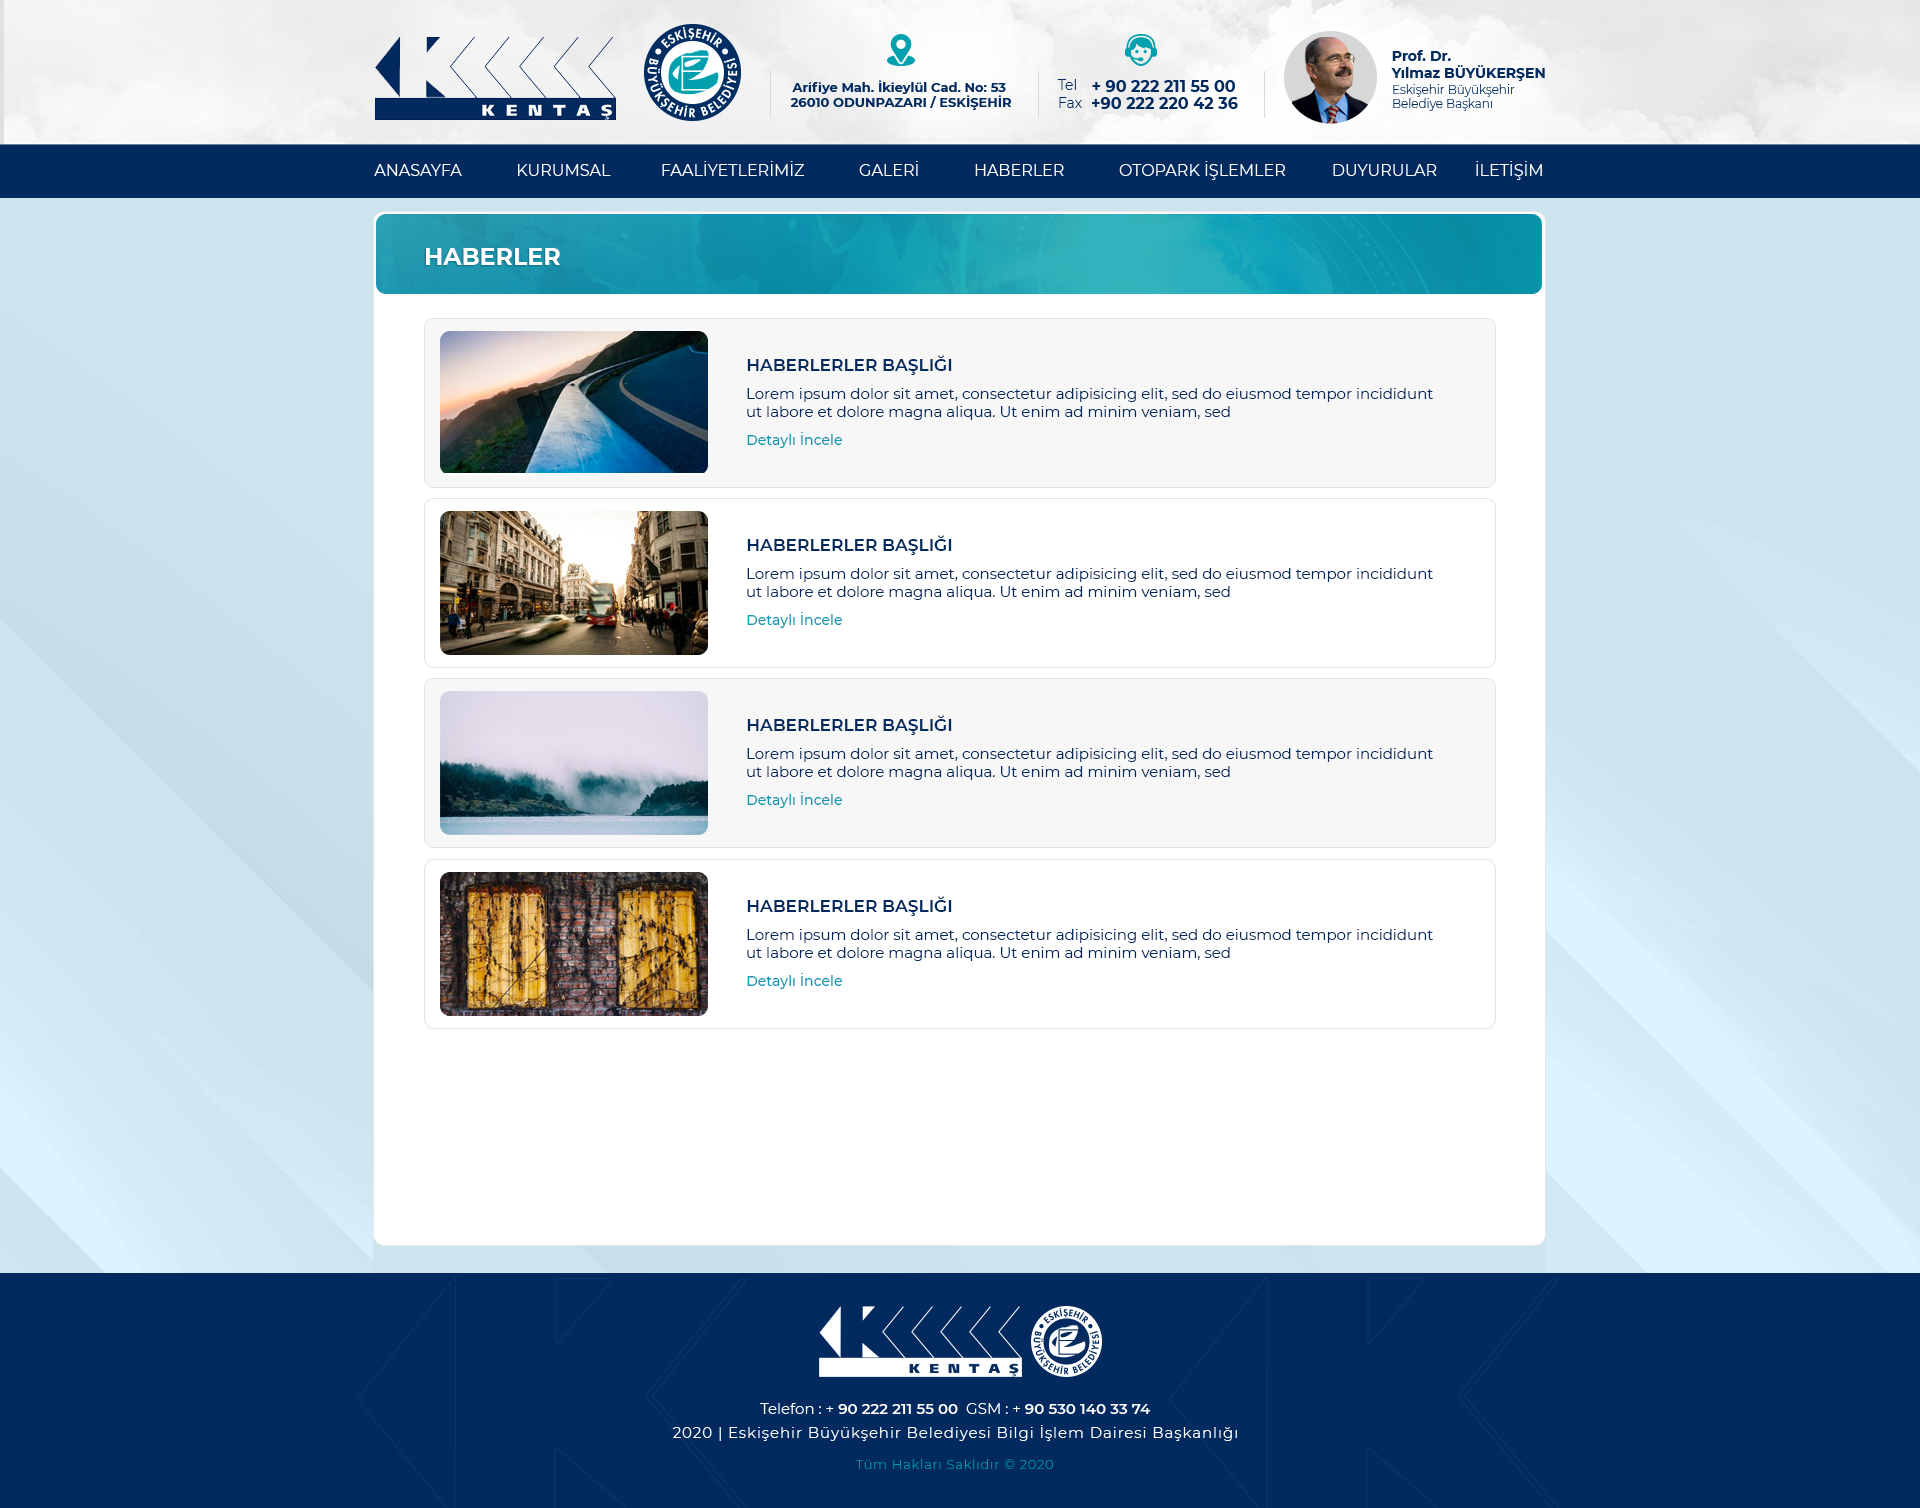 KENTAŞ
ESKİŞEHİR
BÜYÜKŞEHİR BELEDİYESİ
Arifiye Mah. İkieylül Cad. No: 53
26010 ODUNPAZARI / ESKİŞEHİR
Tel + 90 222 211 55 00
Fax +90 222 220 42 36
Prof. Dr.
Yılmaz BÜYÜKERŞEN
Eskişehir Büyükşehir
Belediye Başkanı
ANASAYFA KURUMSAL FAALİYETLERİMİZ GALERİ HABERLER OTOPARK İŞLEMLER DUYURULAR İLETİŞİM
HABERLER
HABERLERLER BAŞLIĞI
Lorem ipsum dolor sit amet, consectetur adipisicing elit, sed do eiusmod tempor incididunt
ut labore et dolore magna aliqua. Ut enim ad minim veniam, sed
Detaylı İncele
HABERLERLER BAŞLIĞI
Lorem ipsum dolor sit amet, consectetur adipisicing elit, sed do eiusmod tempor incididunt
ut labore et dolore magna aliqua. Ut enim ad minim veniam, sed
Detaylı İncele
HABERLERLER BAŞLIĞI
Lorem ipsum dolor sit amet, consectetur adipisicing elit, sed do eiusmod tempor incididunt
ut labore et dolore magna aliqua. Ut enim ad minim veniam, sed
Detaylı İncele
HABERLERLER BAŞLIĞI
Lorem ipsum dolor sit amet, consectetur adipisicing elit, sed do eiusmod tempor incididunt
ut labore et dolore magna aliqua. Ut enim ad minim veniam, sed
Detaylı İncele
KENTAŞ
ESKİŞEHİR
BÜYÜKŞEHİR BELEDİYESİ
Telefon : + 90 222 211 55 00 GSM : + 90 530 140 33 74
2020 | Eskişehir Büyükşehir Belediyesi Bilgi İşlem Dairesi Başkanlığı
Tüm Hakları Saklıdır © 2020